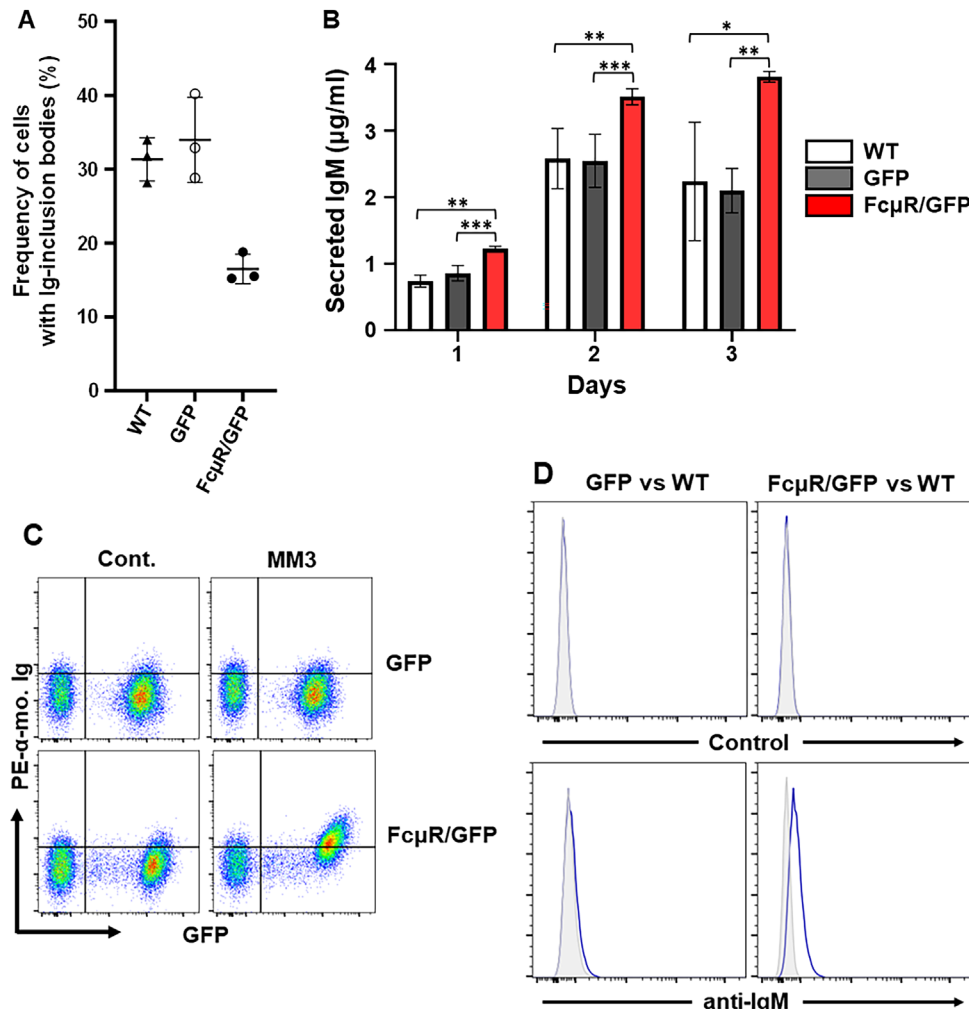 A
Frequency of cells
with Ig-inclusion bodies (%)
50
40
30
20
10
0
WT
GFP
FcμR/GFP
B
Secreted IgM (μg/ml)
4
3
2
1
0
**
***
**
***
*
**
1
2
3
Days
WT
GFP
FcμR/GFP
C
Cont.
MM3
PE-α-mo. Ig
GFP
FcμR/GFP
GFP
D
GFP vs WT
FcμR/GFP vs WT
Control
anti-IgM